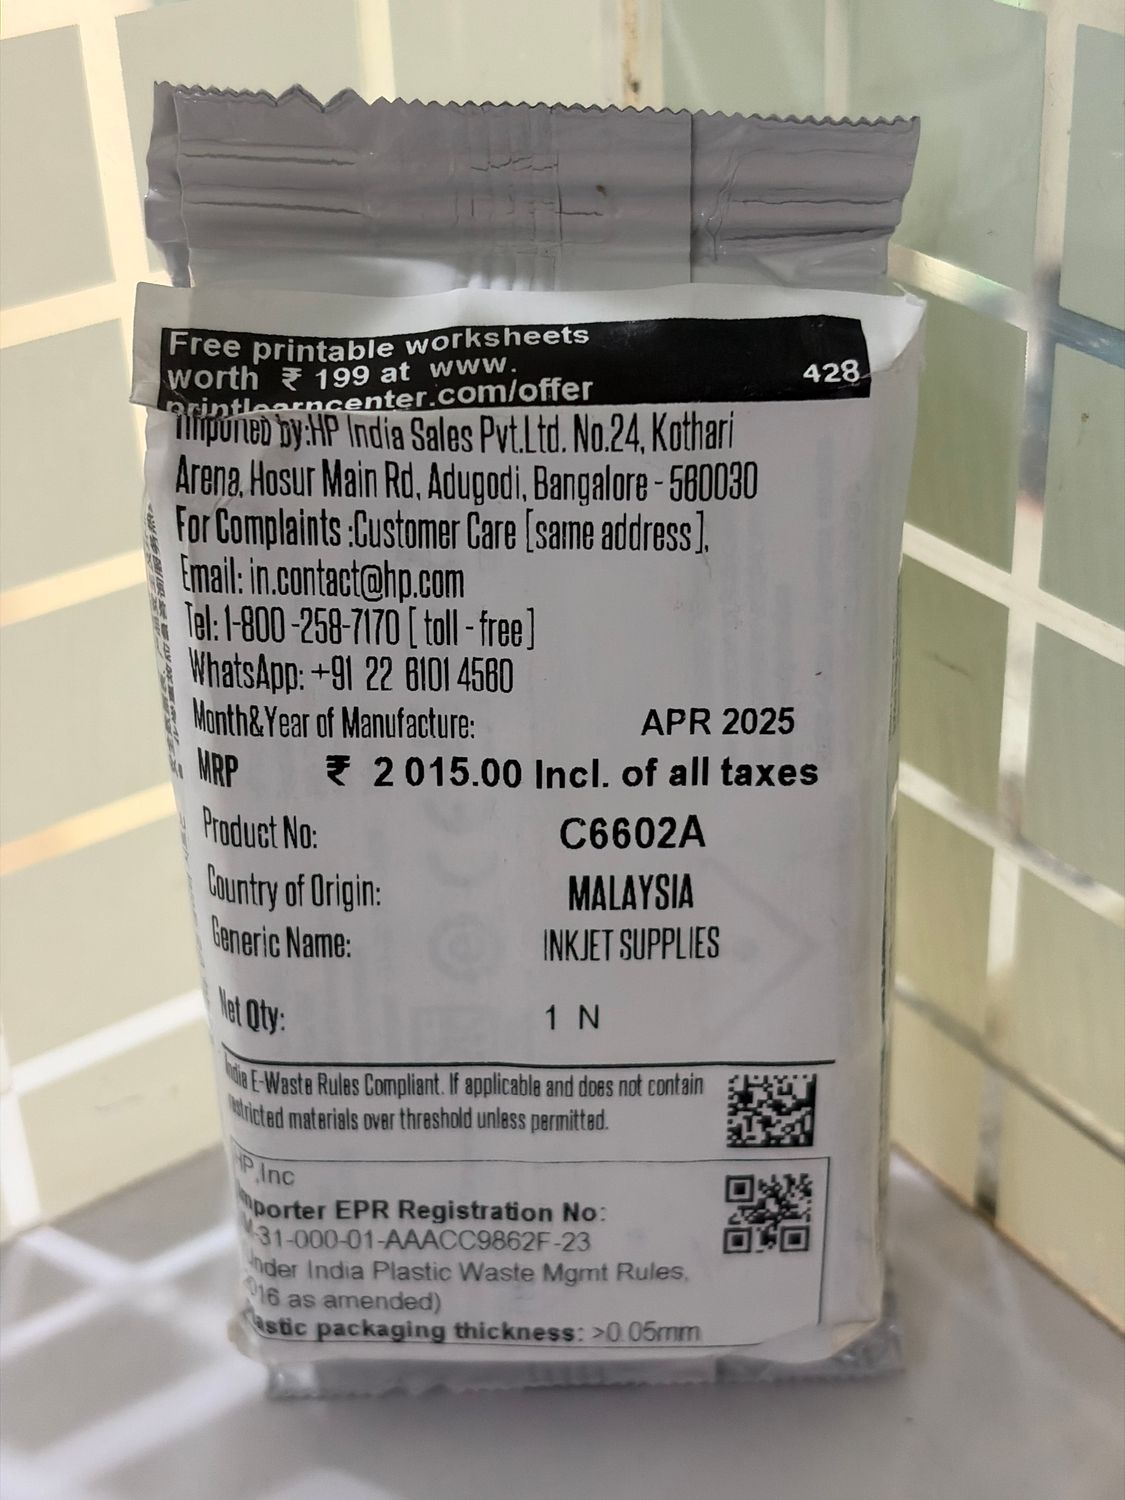 Free printable worksheets
worth ₹ 199 at www.
printlearncenter.com/offer
428
Imported by:HP India Sales Pvt.Ltd. No.24, Kothari
Arena, Hosur Main Rd, Adugodi, Bangalore - 560030
For Complaints :Customer Care [same address],
Email: in.contact@hp.com
Tel: 1-800 -258-7170 [ toll - free ]
WhatsApp: +91 22 6101 4560
Month&Year of Manufacture: APR 2025
MRP ₹ 2 015.00 Incl. of all taxes
Product No: C6602A
Country of Origin: MALAYSIA
Generic Name: INKJET SUPPLIES
Net Qty: 1 N
India E-Waste Rules Compliant. If applicable and does not contain
restricted materials over threshold unless permitted.
HP,Inc
Importer EPR Registration No:
-31-000-01-AAACC9862F-23
Under India Plastic Waste Mgmt Rules,
016 as amended)
Plastic packaging thickness: >0.05mm